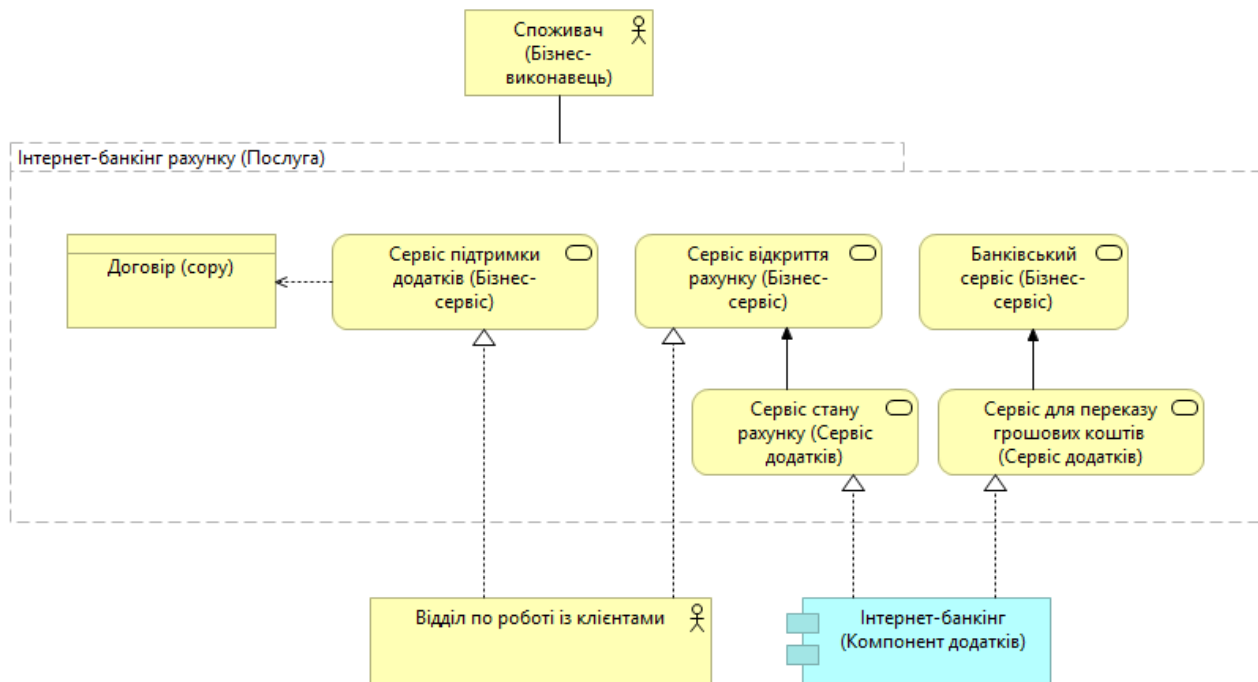 Споживач
(Бізнес-
виконавець)
Інтернет-банкінг рахунку (Послуга)
Договір (copy)
Сервіс підтримки
додатків (Бізнес-
сервіс)
Сервіс відкриття
рахунку (Бізнес-
сервіс)
Банківський
сервіс (Бізнес-
сервіс)
Сервіс стану
рахунку (Сервіс
додатків)
Сервіс для переказу
грошових коштів
(Сервіс додатків)
Відділ по роботі із клієнтами
Інтернет-банкінг
(Компонент додатків)